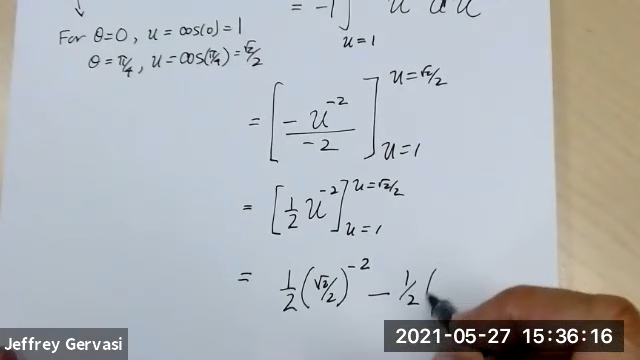 = -1∫ u du
u=1
For θ=0, u = cos(0) = 1
θ = π/4, u = cos(π/4) = √2/2
= [-u^-2/-2] u=√2/2 u=1
= [1/2 u^-2] u=√2/2 u=1
= 1/2 (√2/2)^-2 - 1/2 (
Jeffrey Gervasi
2021-05-27 15:36:16